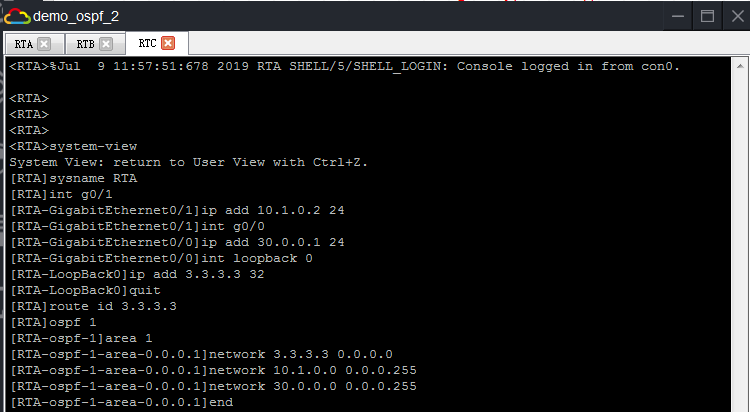 demo_ospf_2
RTA RTB RTC
<RTA>%Jul  9 11:57:51:678 2019 RTA SHELL/5/SHELL_LOGIN: Console logged in from con0.
<RTA>
<RTA>
<RTA>
<RTA>system-view
System View: return to User View with Ctrl+Z.
[RTA]sysname RTA
[RTA]int g0/1
[RTA-GigabitEthernet0/1]ip add 10.1.0.2 24
[RTA-GigabitEthernet0/1]int g0/0
[RTA-GigabitEthernet0/0]ip add 30.0.0.1 24
[RTA-GigabitEthernet0/0]int loopback 0
[RTA-LoopBack0]ip add 3.3.3.3 32
[RTA-LoopBack0]quit
[RTA]route id 3.3.3.3
[RTA]ospf 1
[RTA-ospf-1]area 1
[RTA-ospf-1-area-0.0.0.1]network 3.3.3.3 0.0.0.0
[RTA-ospf-1-area-0.0.0.1]network 10.1.0.0 0.0.0.255
[RTA-ospf-1-area-0.0.0.1]network 30.0.0.0 0.0.0.255
[RTA-ospf-1-area-0.0.0.1]end